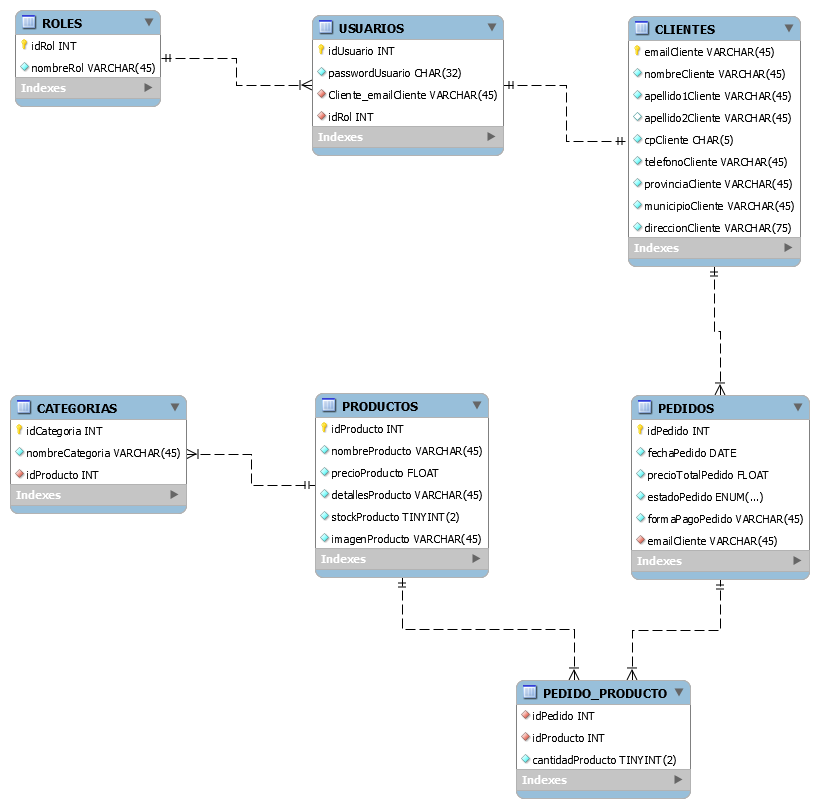 ROLES
idRol INT
nombreRol VARCHAR(45)
Indexes
USUARIOS
idUsuario INT
passwordUsuario CHAR(32)
Cliente_emailCliente VARCHAR(45)
idRol INT
Indexes
CLIENTES
emailCliente VARCHAR(45)
nombreCliente VARCHAR(45)
apellido1Cliente VARCHAR(45)
apellido2Cliente VARCHAR(45)
cpCliente CHAR(5)
telefonoCliente VARCHAR(45)
provinciaCliente VARCHAR(45)
municipioCliente VARCHAR(45)
direccionCliente VARCHAR(75)
Indexes
CATEGORIAS
idCategoria INT
nombreCategoria VARCHAR(45)
idProducto INT
Indexes
PRODUCTOS
idProducto INT
nombreProducto VARCHAR(45)
precioProducto FLOAT
detallesProducto VARCHAR(45)
stockProducto TINYINT(2)
imagenProducto VARCHAR(45)
Indexes
PEDIDOS
idPedido INT
fechaPedido DATE
precioTotalPedido FLOAT
estadoPedido ENUM(...)
formaPagoPedido VARCHAR(45)
emailCliente VARCHAR(45)
Indexes
PEDIDO_PRODUCTO
idPedido INT
idProducto INT
cantidadProducto TINYINT(2)
Indexes